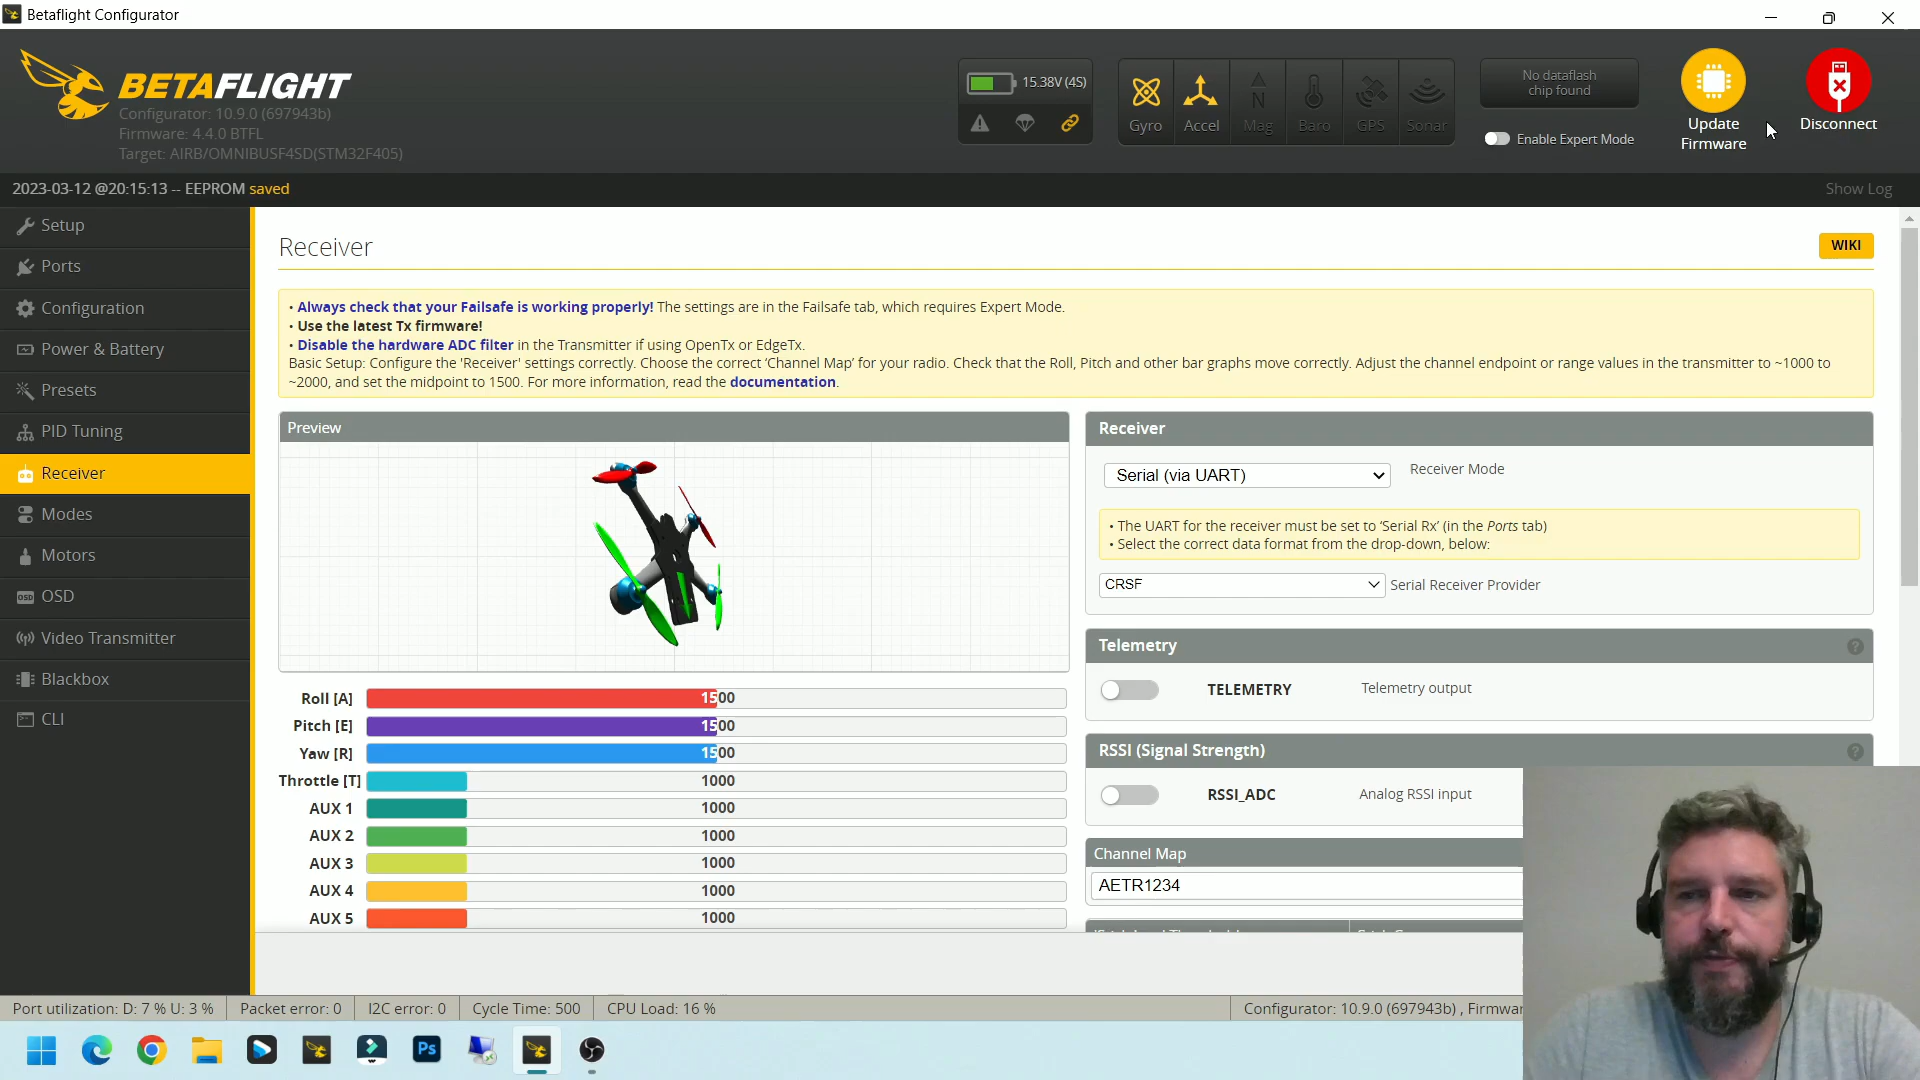 Betaflight Configurator
BETAFLIGHT
Configurator: 10.9.0 (697943b)
Firmware: 4.4.0 BTFL
Target: AIRB/OMNIBUSF4SD(STM32F405)
15.38V (4S)
Gyro
Accel
Mag
Baro
GPS
Sonar
No dataflash
chip found
Enable Expert Mode
Update
Firmware
Disconnect
2023-03-12 @20:15:13 -- EEPROM saved
Show Log
Setup
Ports
Configuration
Power & Battery
Presets
PID Tuning
Receiver
Modes
Motors
OSD
Video Transmitter
Blackbox
CLI
Receiver
WIKI
• Always check that your Failsafe is working properly! The settings are in the Failsafe tab, which requires Expert Mode.
• Use the latest Tx firmware!
• Disable the hardware ADC filter in the Transmitter if using OpenTx or EdgeTx.
Basic Setup: Configure the 'Receiver' settings correctly. Choose the correct 'Channel Map' for your radio. Check that the Roll, Pitch and other bar graphs move correctly. Adjust the channel endpoint or range values in the transmitter to ~1000 to
~2000, and set the midpoint to 1500. For more information, read the documentation.
Preview
Roll [A] 1500
Pitch [E] 1500
Yaw [R] 1500
Throttle [T] 1000
AUX 1 1000
AUX 2 1000
AUX 3 1000
AUX 4 1000
AUX 5 1000
Receiver
Serial (via UART) Receiver Mode
• The UART for the receiver must be set to 'Serial Rx' (in the Ports tab)
• Select the correct data format from the drop-down, below:
CRSF Serial Receiver Provider
Telemetry
TELEMETRY Telemetry output
RSSI (Signal Strength)
RSSI_ADC Analog RSSI input
Channel Map
AETR1234
Port utilization: D: 7 % U: 3 %
Packet error: 0
I2C error: 0
Cycle Time: 500
CPU Load: 16 %
Configurator: 10.9.0 (697943b) , Firmwar
Ps